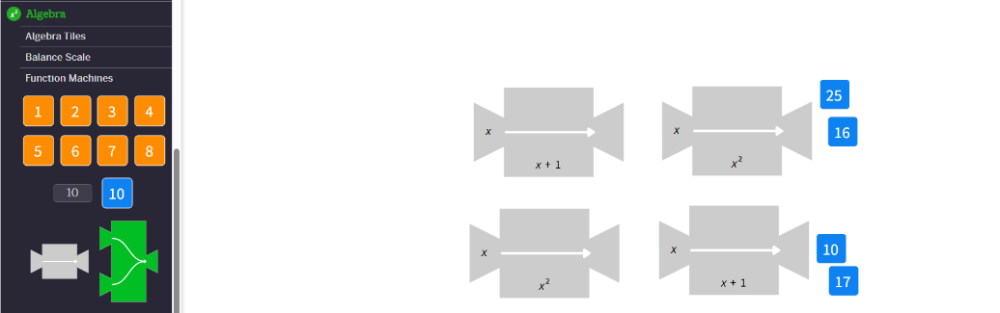 x² Algebra
Algebra Tiles
Balance Scale
Function Machines
1 2 3 4
5 6 7 8
10 10
x x + 1
x x²
25
16
x x²
x x + 1
10
17